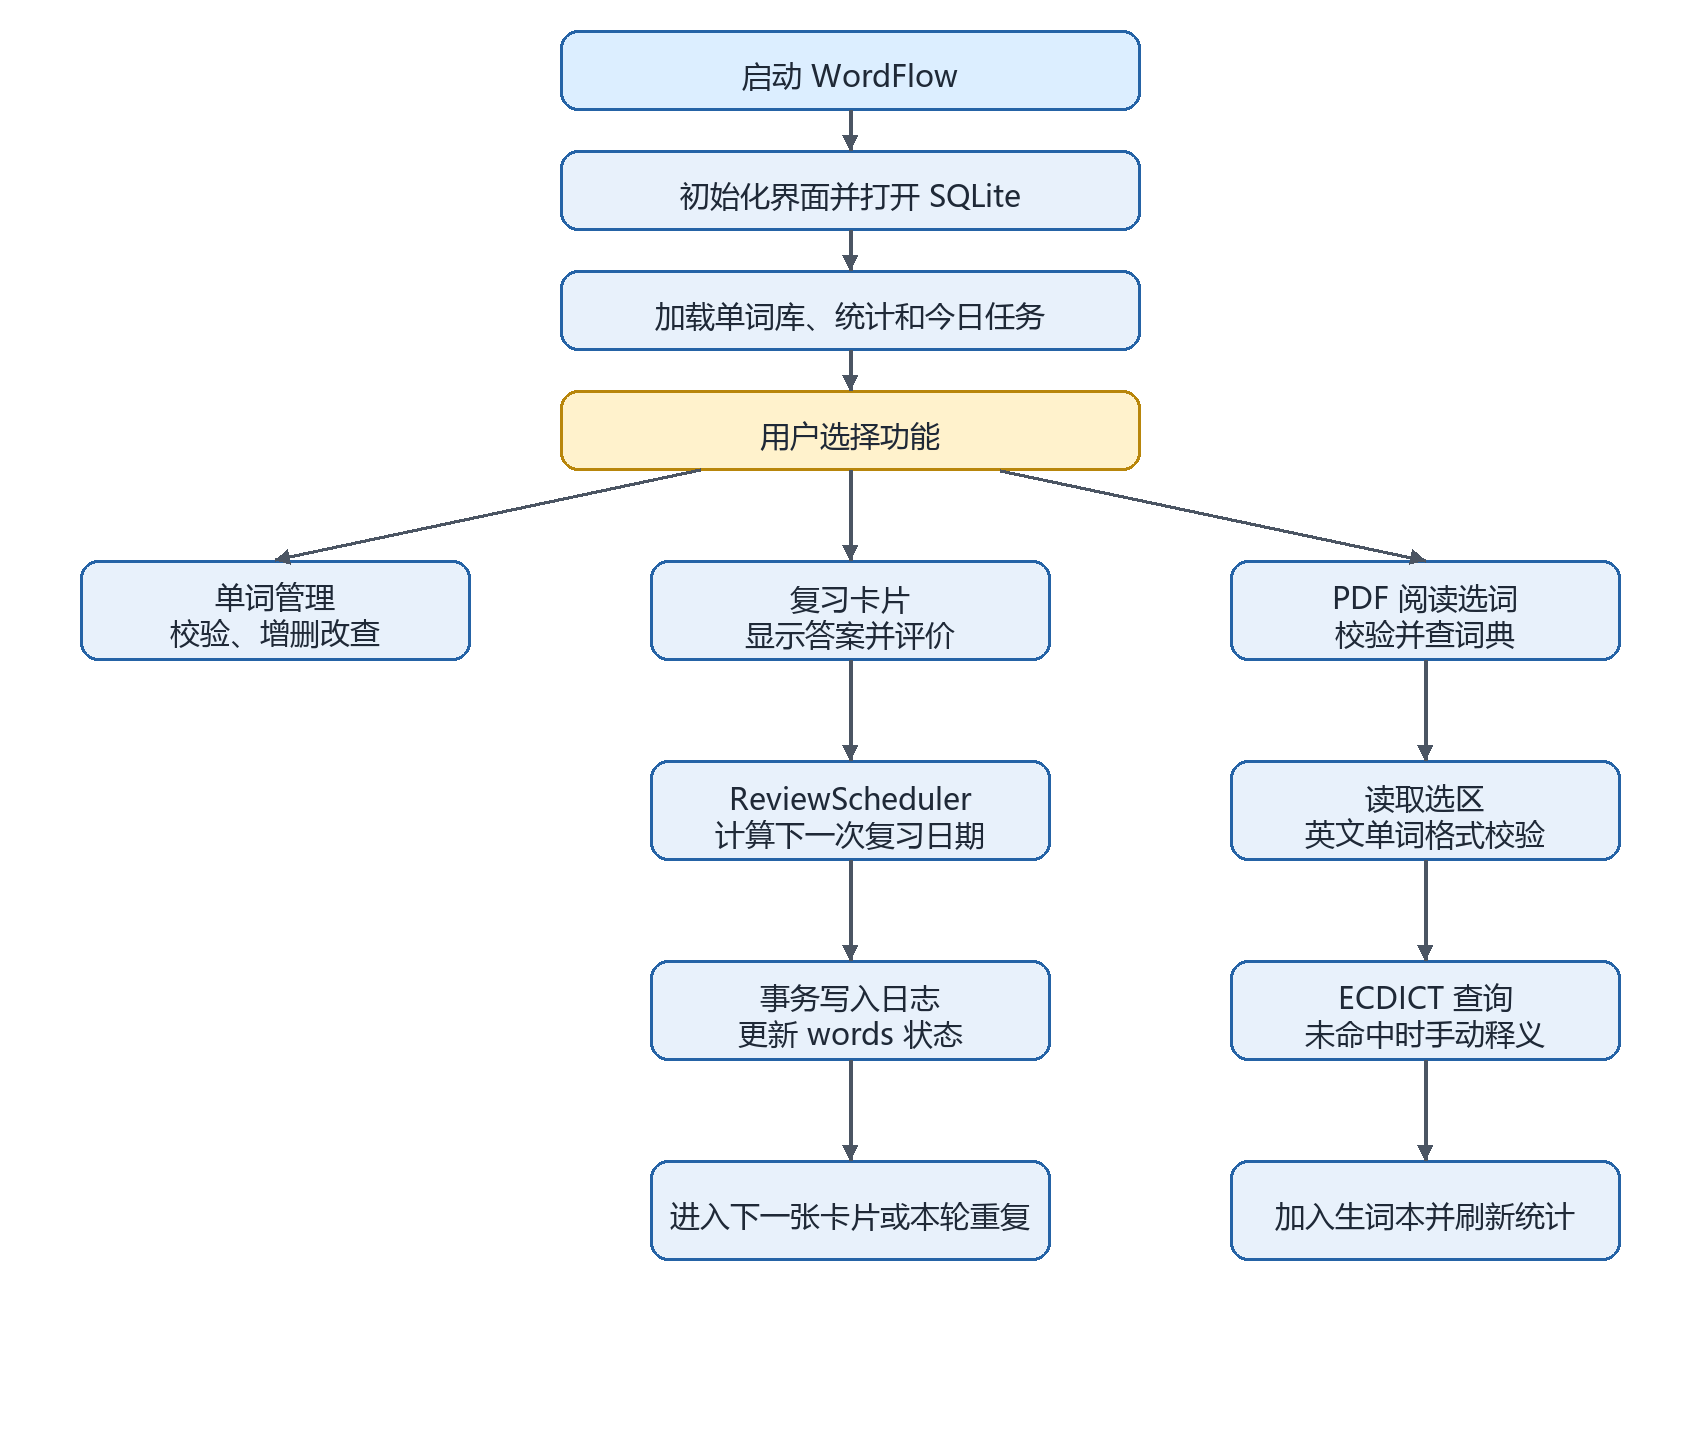 启动 WordFlow
初始化界面并打开 SQLite
加载单词库、统计和今日任务
用户选择功能
单词管理
校验、增删改查
复习卡片
显示答案并评价
PDF 阅读选词
校验并查词典
ReviewScheduler
计算下一次复习日期
读取选区
英文单词格式校验
事务写入日志
更新 words 状态
ECDICT 查询
未命中时手动释义
进入下一张卡片或本轮重复
加入生词本并刷新统计